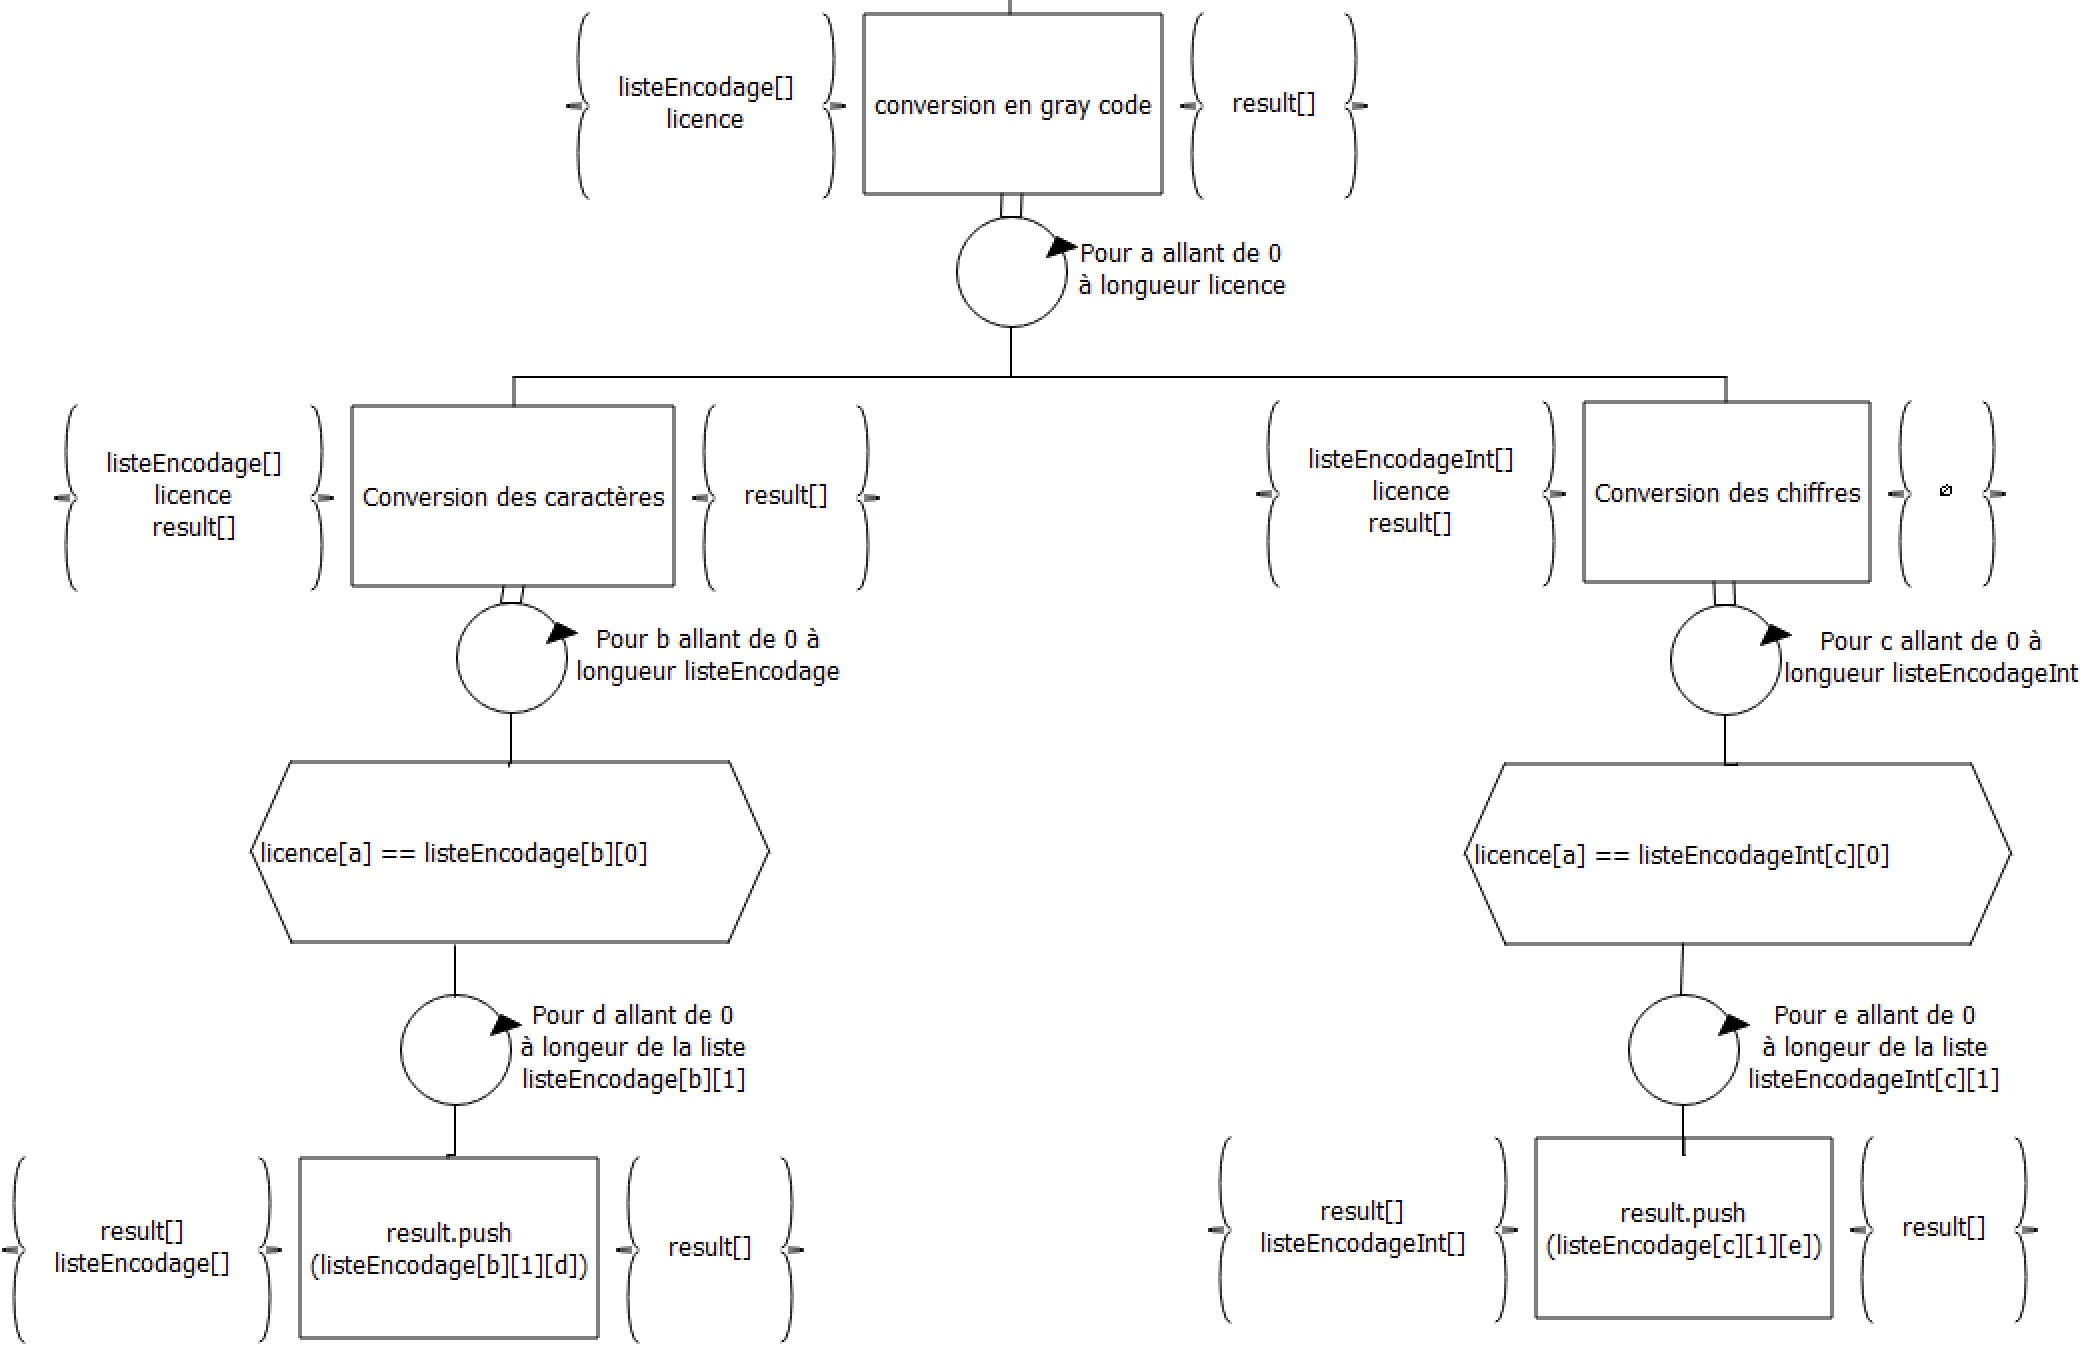 listeEncodage[]
licence
conversion en gray code
result[]
Pour a allant de 0
à longueur licence
listeEncodage[]
licence
result[]
Conversion des caractères
result[]
listeEncodageInt[]
licence
result[]
Conversion des chiffres
ø
Pour b allant de 0 à
longueur listeEncodage
Pour c allant de 0 à
longueur listeEncodageInt
licence[a] == listeEncodage[b][0]
licence[a] == listeEncodageInt[c][0]
Pour d allant de 0
à longeur de la liste
listeEncodage[b][1]
Pour e allant de 0
à longeur de la liste
listeEncodageInt[c][1]
result[]
listeEncodage[]
result.push
(listeEncodage[b][1][d])
result[]
result[]
listeEncodageInt[]
result.push
(listeEncodage[c][1][e])
result[]